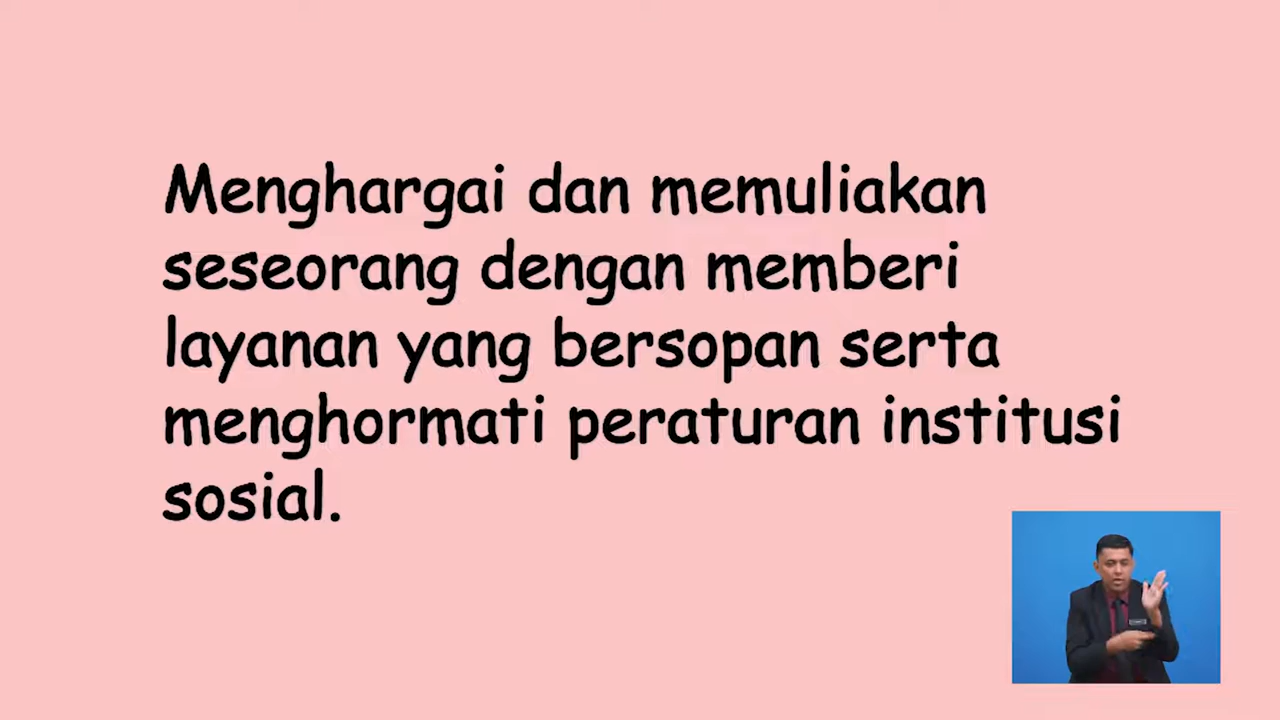 Menghargai dan memuliakan
seseorang dengan memberi
layanan yang bersopan serta
menghormati peraturan institusi
sosial.